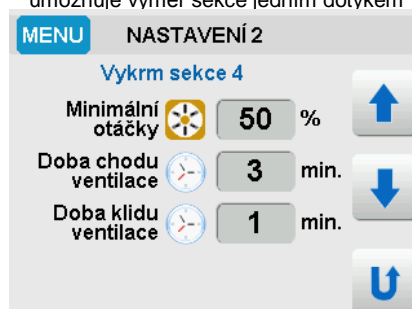 umožňuje výměr sekce jedním dotykem
MENU NASTAVENÍ 2
Vykrm sekce 4
Minimální
otáčky 50 %
Doba chodu
ventilace 3 min.
Doba klidu
ventilace 1 min.